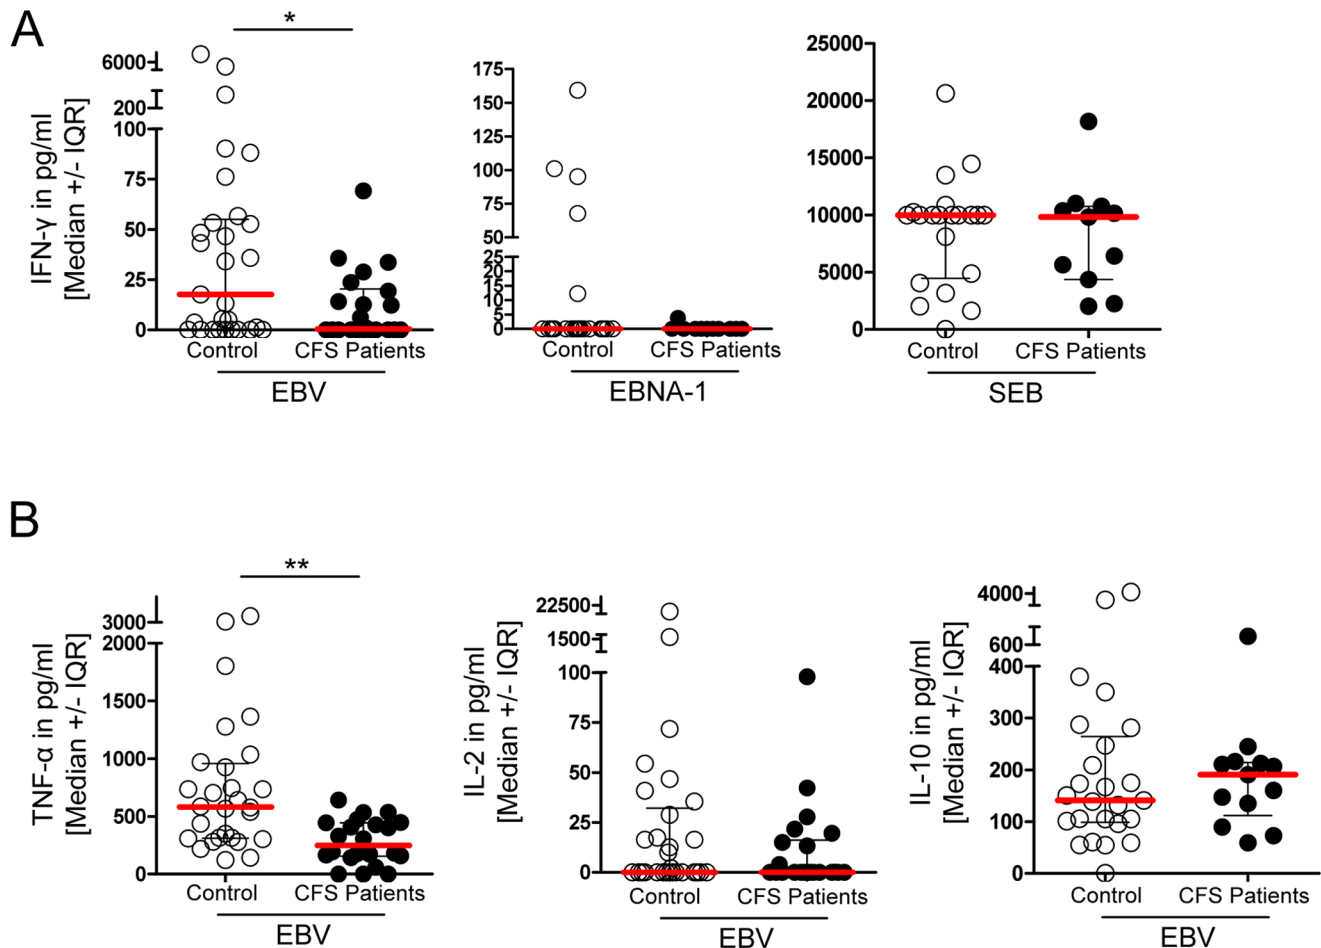 A
*
IFN-γ in pg/ml
[Median +/- IQR]
6000
200
100
75
50
25
0
Control
CFS Patients
EBV
175
150
125
100
75
50
25
20
15
10
5
0
Control
CFS Patients
EBNA-1
25000
20000
15000
10000
5000
0
Control
CFS Patients
SEB
B
**
TNF-α in pg/ml
[Median +/- IQR]
3000
2000
1500
1000
500
0
Control
CFS Patients
EBV
IL-2 in pg/ml
[Median +/- IQR]
22500
1500
100
75
50
25
0
Control
CFS Patients
EBV
IL-10 in pg/ml
[Median +/- IQR]
4000
600
400
300
200
100
0
Control
CFS Patients
EBV